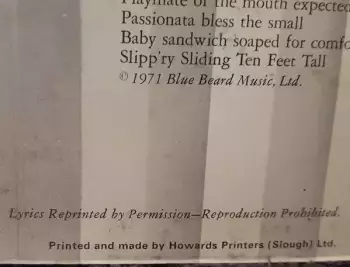 Playmate of the mouth expected
Passionata bless the small
Baby sandwich soaped for comfo
Slipp'ry Sliding Ten Feet Tall
© 1971 Blue Beard Music, Ltd.
Lyrics Reprinted by Permission—Reproduction Prohibited.
Printed and made by Howards Printers (Slough) Ltd.